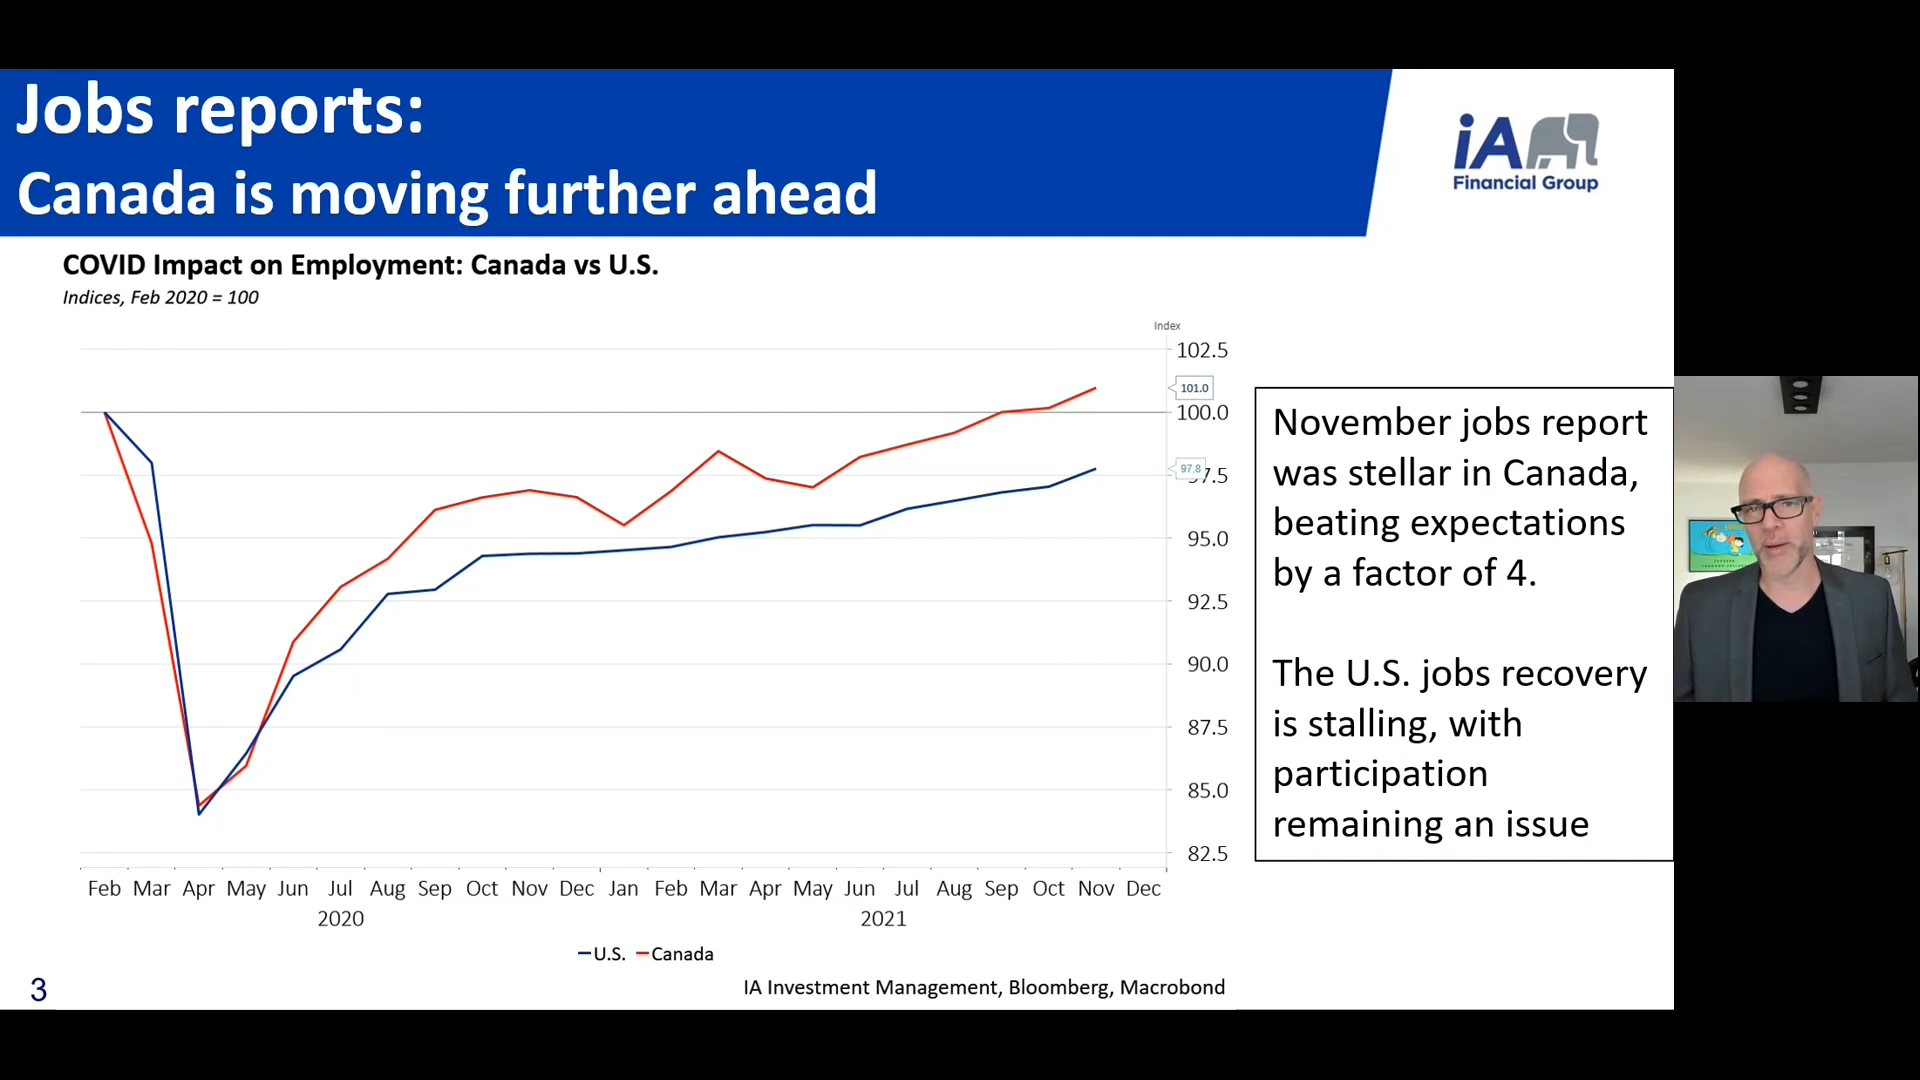 Jobs reports:
Canada is moving further ahead
iA
Financial Group
COVID Impact on Employment: Canada vs U.S.
Indices, Feb 2020 = 100
Index
102.5
101.0
100.0
97.8
7.5
95.0
92.5
90.0
87.5
85.0
82.5
Feb Mar Apr May Jun Jul Aug Sep Oct Nov Dec Jan Feb Mar Apr May Jun Jul Aug Sep Oct Nov Dec
2020 2021
U.S. Canada
November jobs report
was stellar in Canada,
beating expectations
by a factor of 4.
The U.S. jobs recovery
is stalling, with
participation
remaining an issue
3
IA Investment Management, Bloomberg, Macrobond